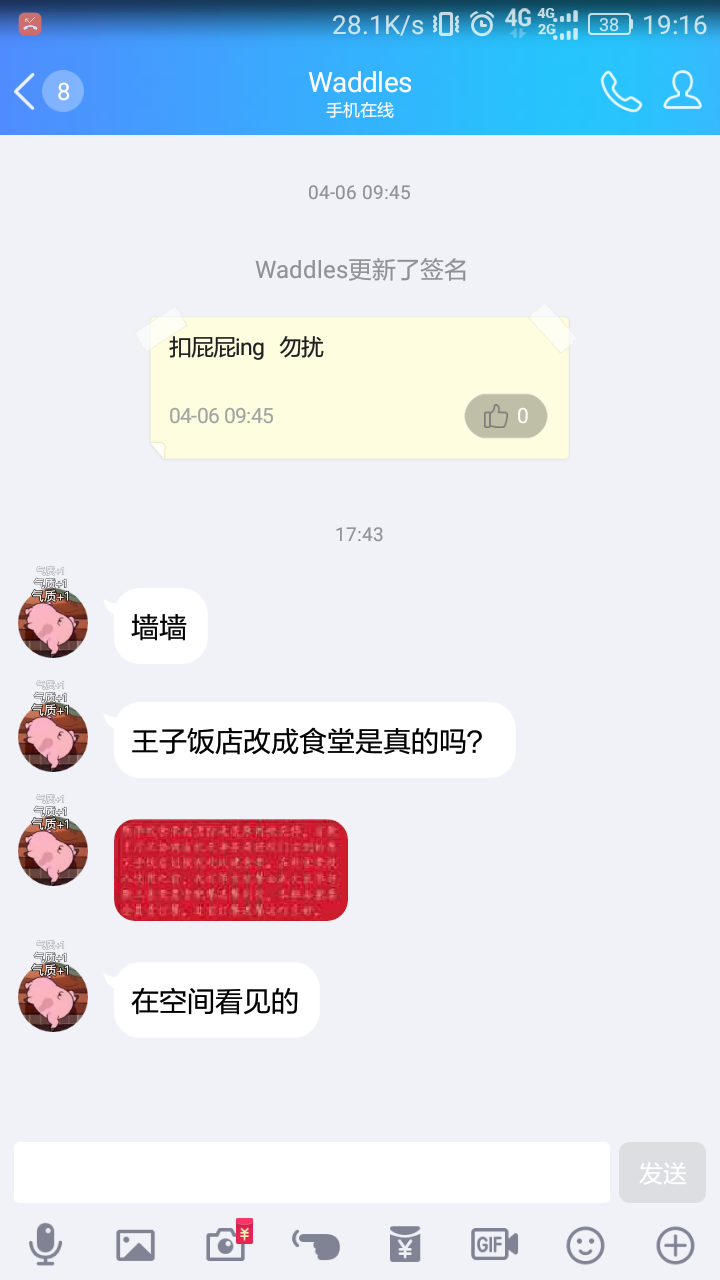 28.1K/s 4G 4G 2G 38 19:16
8
Waddles
手机在线
04-06 09:45
Waddles更新了签名
扣屁屁ing 勿扰
04-06 09:45 0
17:43
气质+1
气质+1
气质+1
墙墙
气质+1
气质+1
气质+1
王子饭店改成食堂是真的吗?
气质+1
气质+1
气质+1
气质+1
气质+1
气质+1
在空间看见的
发送
¥
¥
GIF